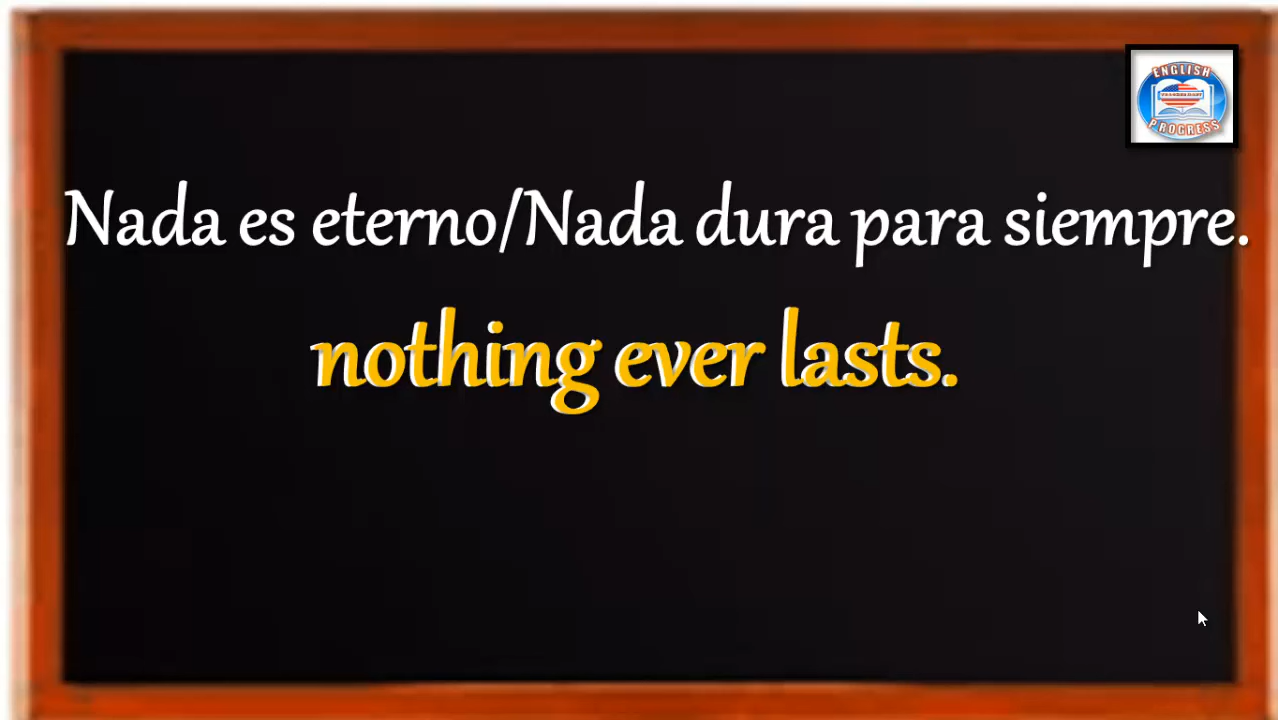 ENGLISH
PROGRESS
Nada es eterno/Nada dura para siempre.
nothing ever lasts.